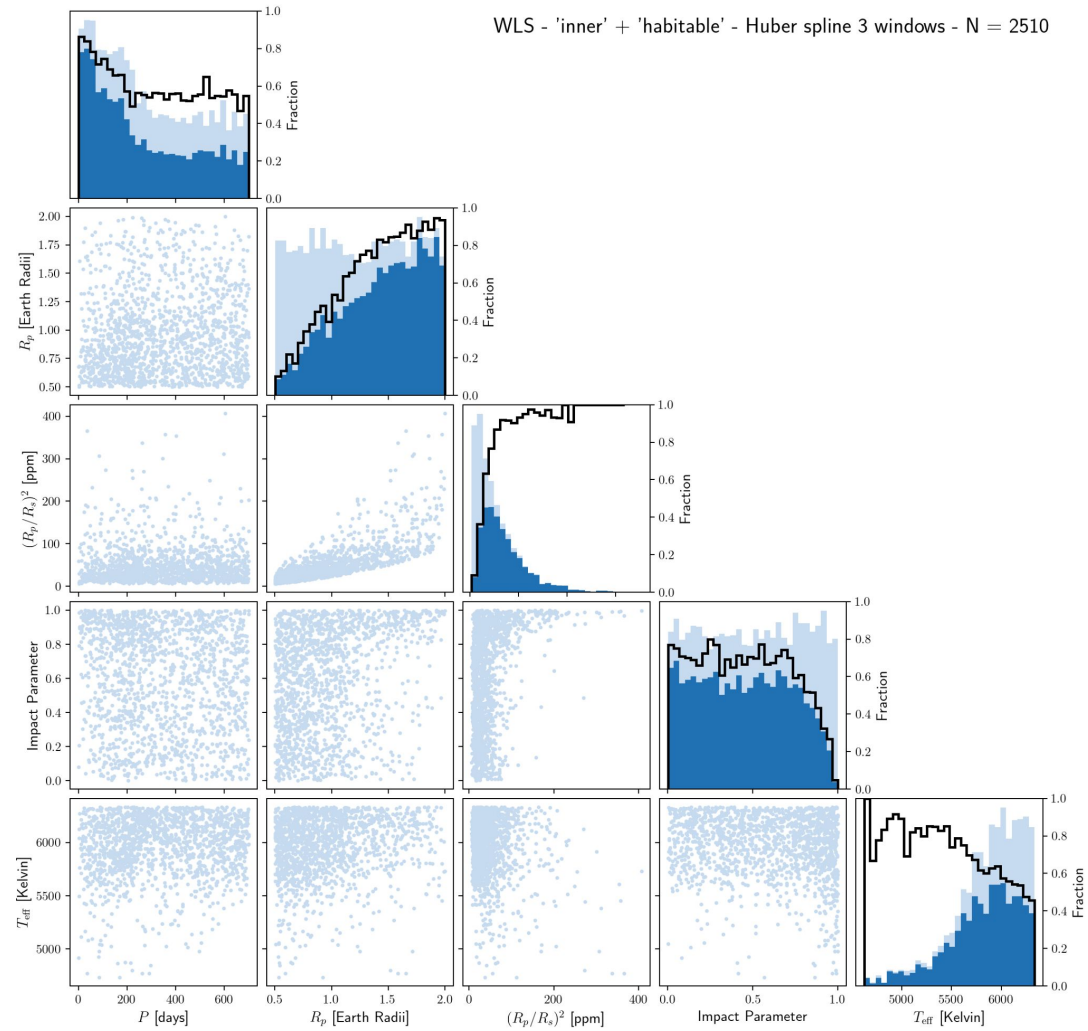 WLS - 'inner' + 'habitable' - Huber spline 3 windows - N = 2510
1.0
0.8
0.6
0.4
0.2
0.0
Fraction
2.00
1.75
1.50
1.25
1.00
0.75
0.50
R_p [Earth Radii]
1.0
0.8
0.6
0.4
0.2
0.0
Fraction
400
300
200
100
0
(R_p/R_s)² [ppm]
1.0
0.8
0.6
0.4
0.2
0.0
Fraction
1.0
0.8
0.6
0.4
0.2
0.0
Impact Parameter
1.0
0.8
0.6
0.4
0.2
0.0
Fraction
6000
5500
5000
T_eff [Kelvin]
1.0
0.8
0.6
0.4
0.2
0.0
Fraction
0 200 400 600
0.5 1.0 1.5 2.0
0 200 400
0.0 0.5 1.0
5000 5500 6000
P [days]
R_p [Earth Radii]
(R_p/R_s)² [ppm]
Impact Parameter
T_eff [Kelvin]